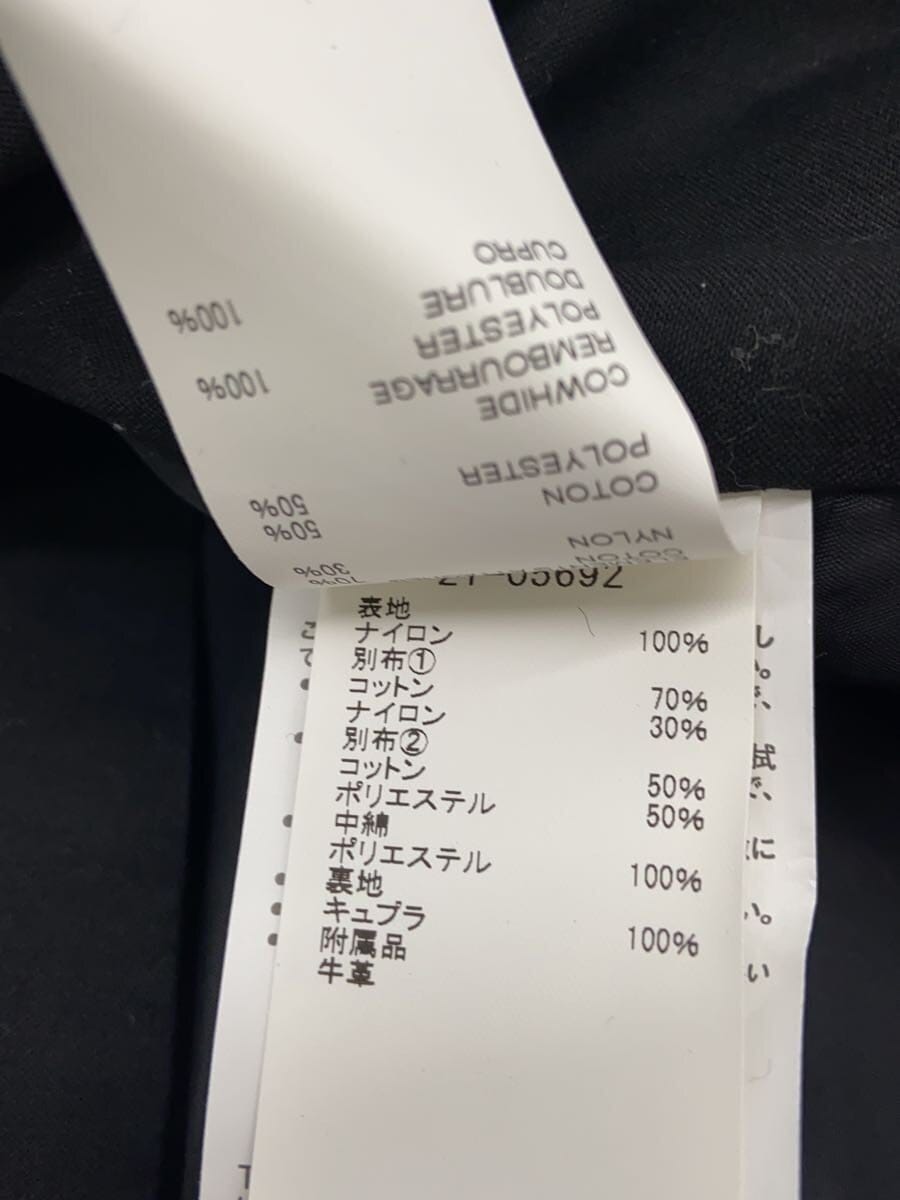 CUPRO
DOUBLURE
100%
POLYESTER
REMBOURRAGE
100%
COWHIDE
POLYESTER
50%
COTON
50%
NYLON
30%
70%
表地
ナイロン 100%
別布①
コットン 70%
ナイロン 30%
別布②
コットン 50%
ポリエステル 50%
中綿
ポリエステル 100%
裏地
キュプラ 100%
附属品
牛革